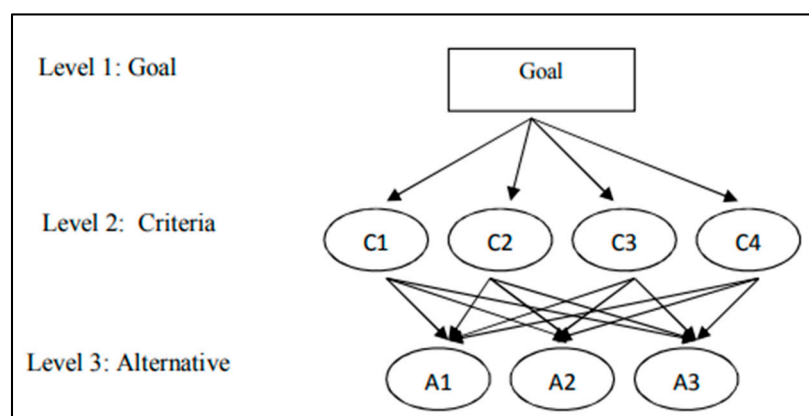 Level 1: Goal
Goal
Level 2: Criteria
C1 C2 C3 C4
Level 3: Alternative
A1 A2 A3